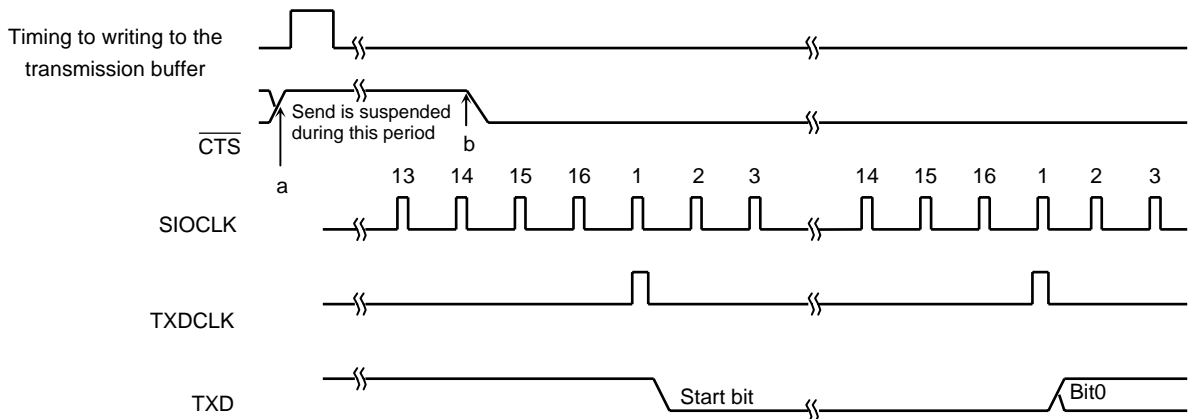 Timing to writing to the
transmission buffer
Send is suspended
during this period
CTS
a
b
13 14 15 16 1 2 3 14 15 16 1 2 3
SIOCLK
TXDCLK
TXD
Start bit
Bit0